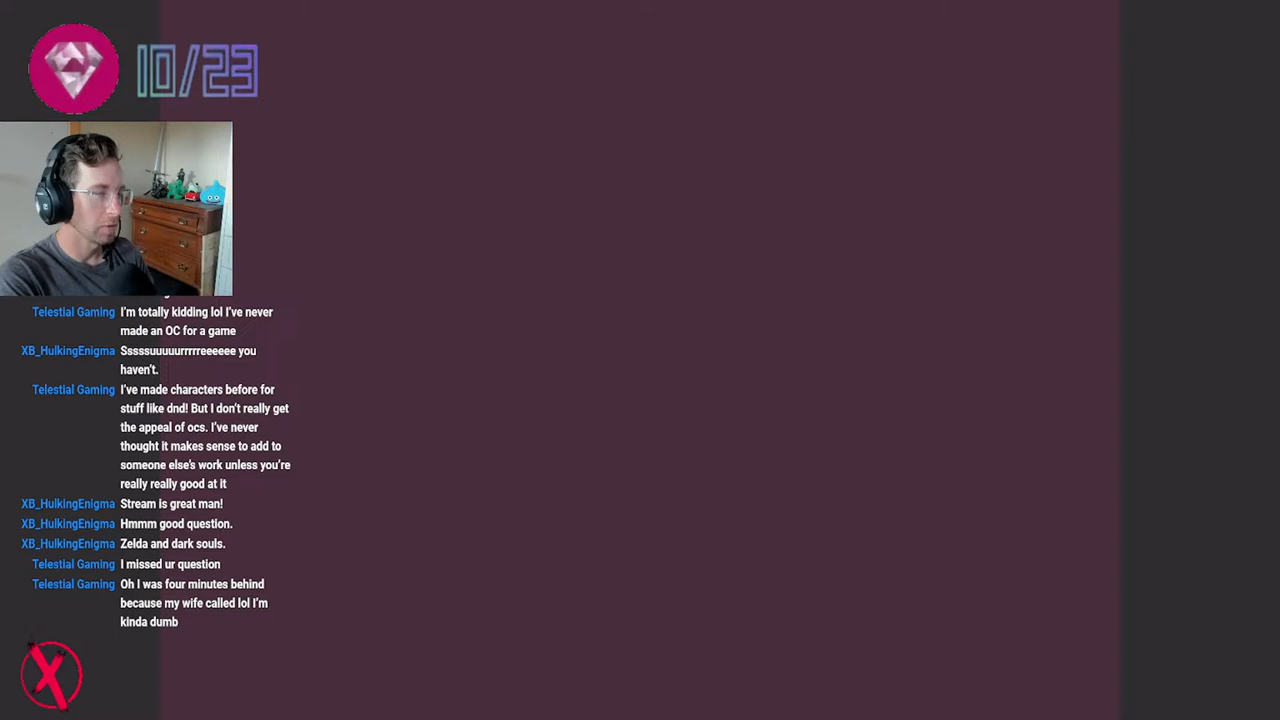 10/23
Telestial Gaming I'm totally kidding lol I've never
made an OC for a game
XB_HulkingEnigma Sssssuuuuurrrrreeeeee you
haven't.
Telestial Gaming I've made characters before for
stuff like dnd! But I don't really get
the appeal of ocs. I've never
thought it makes sense to add to
someone else's work unless you're
really really good at it
XB_HulkingEnigma Stream is great man!
XB_HulkingEnigma Hmmm good question.
XB_HulkingEnigma Zelda and dark souls.
Telestial Gaming I missed ur question
Telestial Gaming Oh I was four minutes behind
because my wife called lol I'm
kinda dumb
X